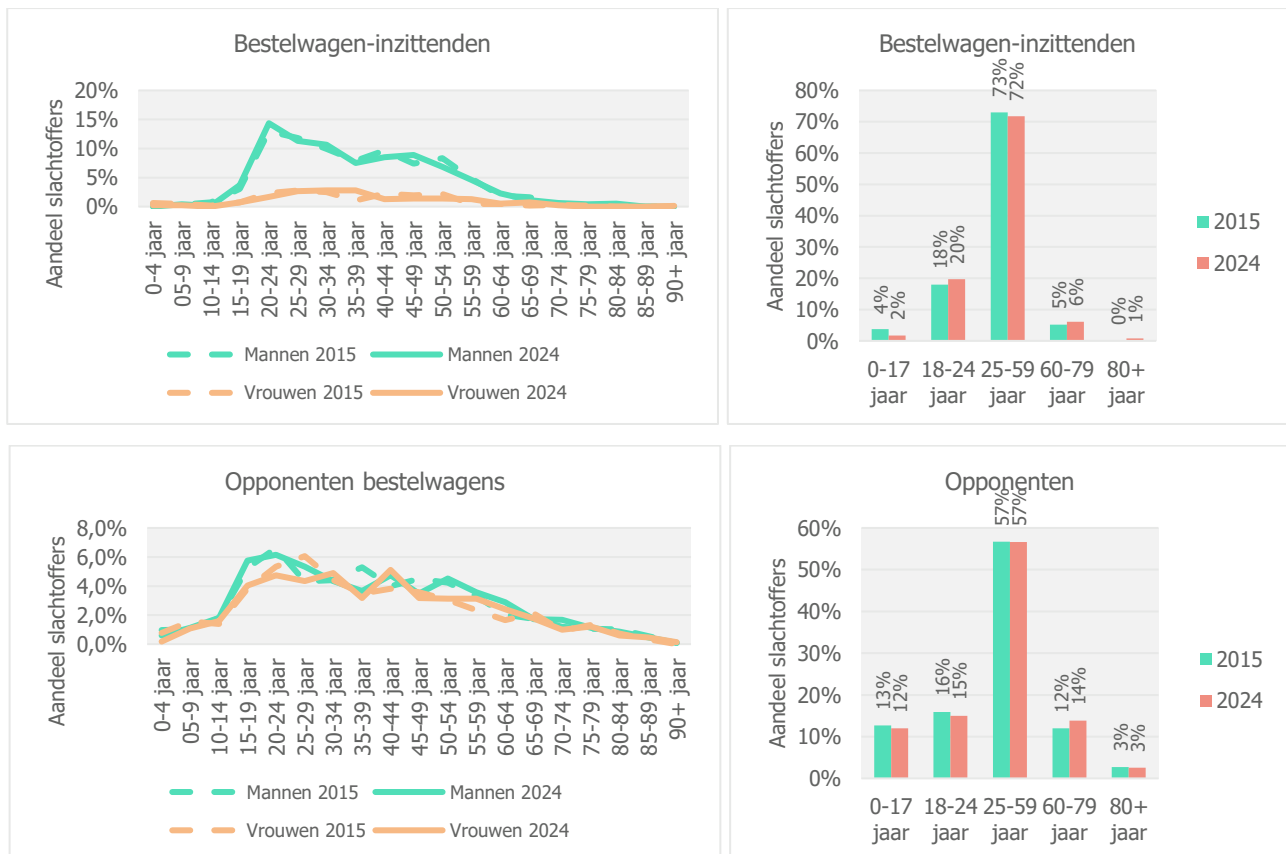 Bestelwagen-inzittenden
Aandeel slachtoffers
20%
15%
10%
5%
0%
0-4 jaar
05-9 jaar
10-14 jaar
15-19 jaar
20-24 jaar
25-29 jaar
30-34 jaar
35-39 jaar
40-44 jaar
45-49 jaar
50-54 jaar
55-59 jaar
60-64 jaar
65-69 jaar
70-74 jaar
75-79 jaar
80-84 jaar
85-89 jaar
90+ jaar
Mannen 2015
Mannen 2024
Vrouwen 2015
Vrouwen 2024
Bestelwagen-inzittenden
Aandeel slachtoffers
80%
70%
60%
50%
40%
30%
20%
10%
0%
4%
2%
18%
20%
73%
72%
5%
6%
0%
1%
0-17 jaar
18-24 jaar
25-59 jaar
60-79 jaar
80+ jaar
2015
2024
Opponenten bestelwagens
Aandeel slachtoffers
8,0%
6,0%
4,0%
2,0%
0,0%
0-4 jaar
05-9 jaar
10-14 jaar
15-19 jaar
20-24 jaar
25-29 jaar
30-34 jaar
35-39 jaar
40-44 jaar
45-49 jaar
50-54 jaar
55-59 jaar
60-64 jaar
65-69 jaar
70-74 jaar
75-79 jaar
80-84 jaar
85-89 jaar
90+ jaar
Mannen 2015
Mannen 2024
Vrouwen 2015
Vrouwen 2024
Opponenten
Aandeel slachtoffers
60%
50%
40%
30%
20%
10%
0%
13%
12%
16%
15%
57%
57%
12%
14%
3%
3%
0-17 jaar
18-24 jaar
25-59 jaar
60-79 jaar
80+ jaar
2015
2024